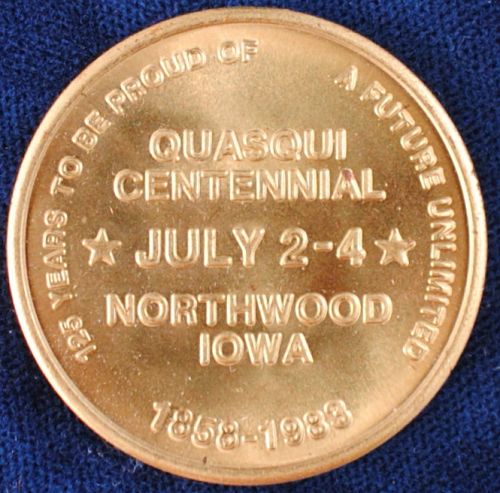 125 YEARS TO BE PROUD OF
A FUTURE UNLIMITED
QUASQUI
CENTENNIAL
★ JULY 2-4 ★
NORTHWOOD
IOWA
1858-1983